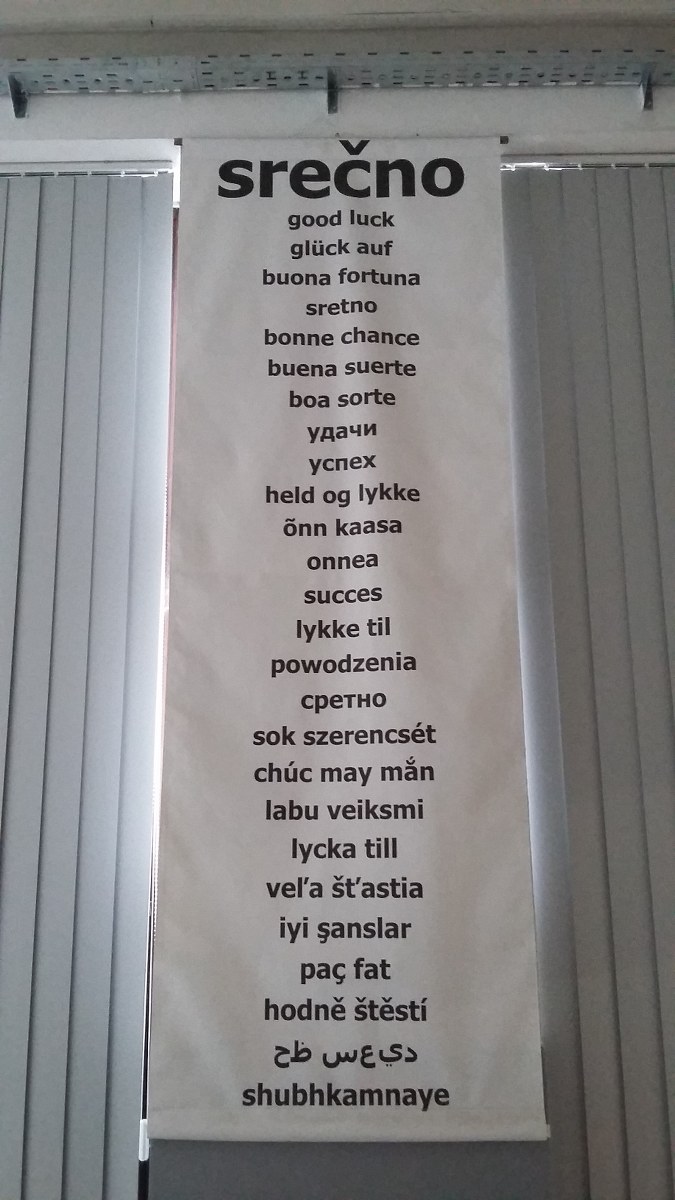 srečno
good luck
glück auf
buona fortuna
sretno
bonne chance
buena suerte
boa sorte
удачи
успех
held og lykke
õnn kaasa
onnea
succes
lykke til
powodzenia
сретно
sok szerencsét
chúc may mắn
labu veiksmi
lycka till
veľa šťastia
iyi şanslar
paç fat
hodně štěstí
ديعس ظح
shubhkamnaye